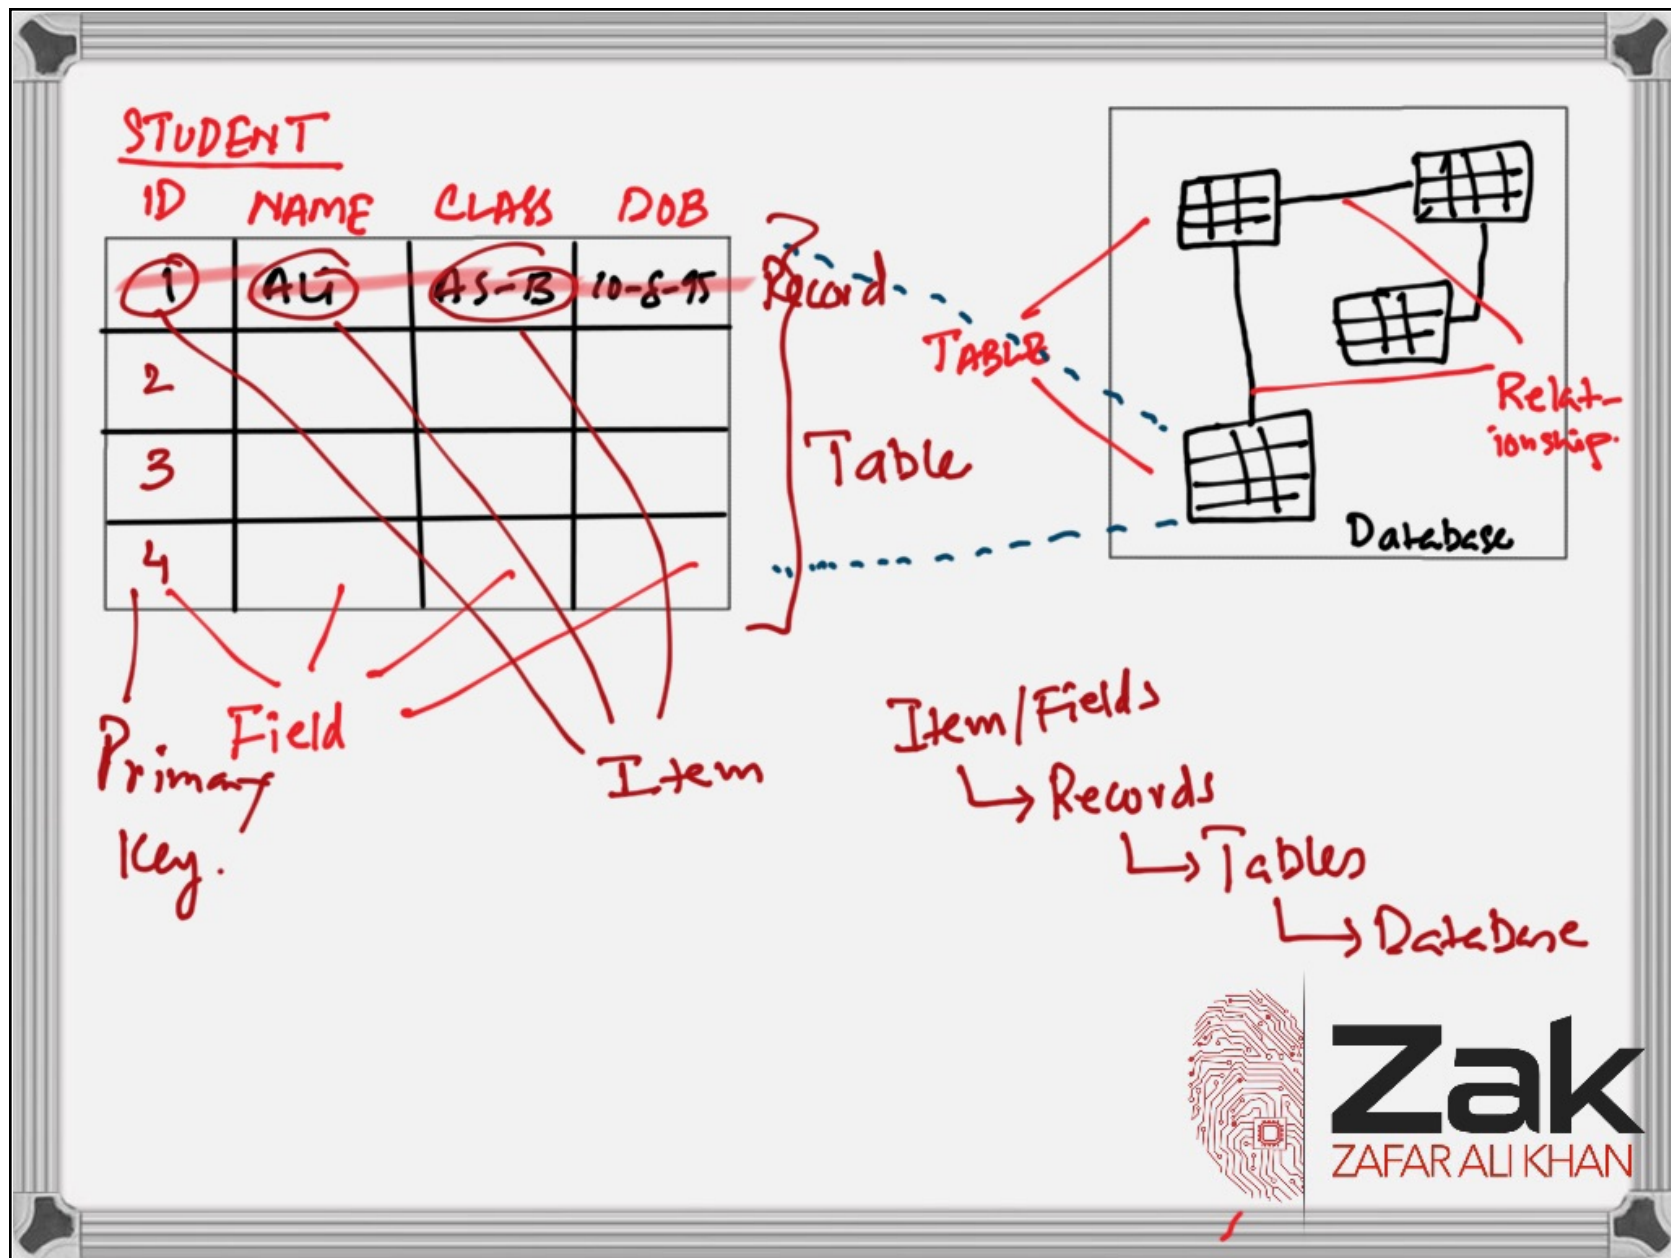 STUDENT
ID NAME CLASS DOB
1 ALI AS-B 10-8-95
Record
2
3
4
Table
Primary
Key.
Field
Item
TABLE
Relat-
ionship.
Database
Item/Fields
Records
Tables
DataBase
Zak
ZAFAR ALI KHAN